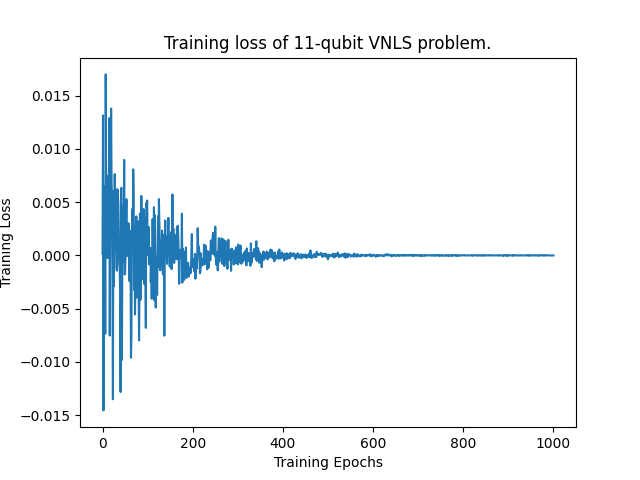 Training loss of 11-qubit VNLS problem.
0.015
0.010
0.005
0.000
−0.005
−0.010
−0.015
Training Loss
0 200 400 600 800 1000
Training Epochs